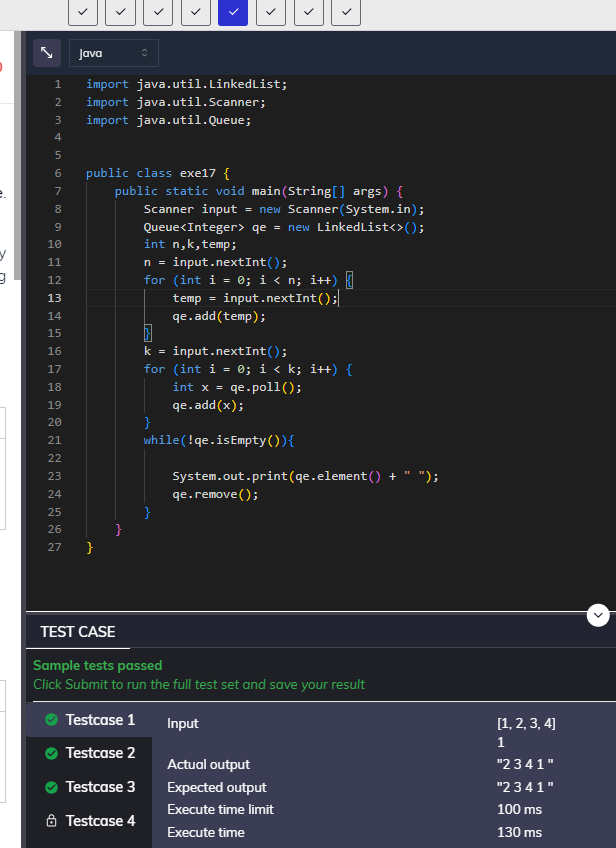 Java
1 import java.util.LinkedList;
2 import java.util.Scanner;
3 import java.util.Queue;
4
5
6 public class exe17 {
7 public static void main(String[] args) {
8 Scanner input = new Scanner(System.in);
9 Queue<Integer> qe = new LinkedList<>();
10 int n,k,temp;
11 n = input.nextInt();
12 for (int i = 0; i < n; i++) {
13 temp = input.nextInt();
14 qe.add(temp);
15 }
16 k = input.nextInt();
17 for (int i = 0; i < k; i++) {
18 int x = qe.poll();
19 qe.add(x);
20 }
21 while(!qe.isEmpty()){
22
23 System.out.print(qe.element() + " ");
24 qe.remove();
25 }
26 }
27 }
TEST CASE
Sample tests passed
Click Submit to run the full test set and save your result
Testcase 1
Testcase 2
Testcase 3
Testcase 4
Input [1, 2, 3, 4]
1
Actual output "2 3 4 1 "
Expected output "2 3 4 1 "
Execute time limit 100 ms
Execute time 130 ms